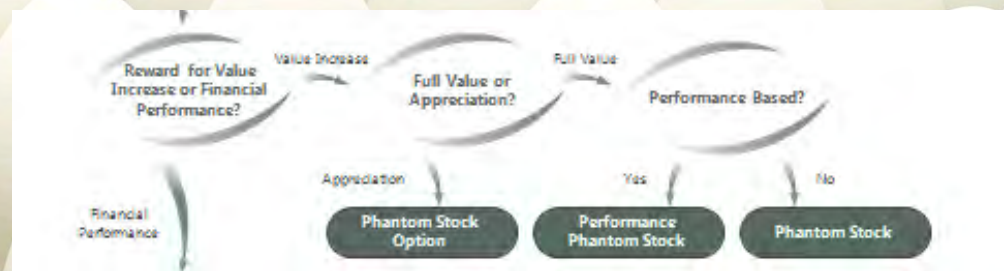 Reward for Value
Increase or Financial
Performance?
Value Increase
Full Value or
Appreciation?
Full Value
Performance Based?
Appreciation
Yes
No
Financial
Performance
Phantom Stock
Option
Performance
Phantom Stock
Phantom Stock